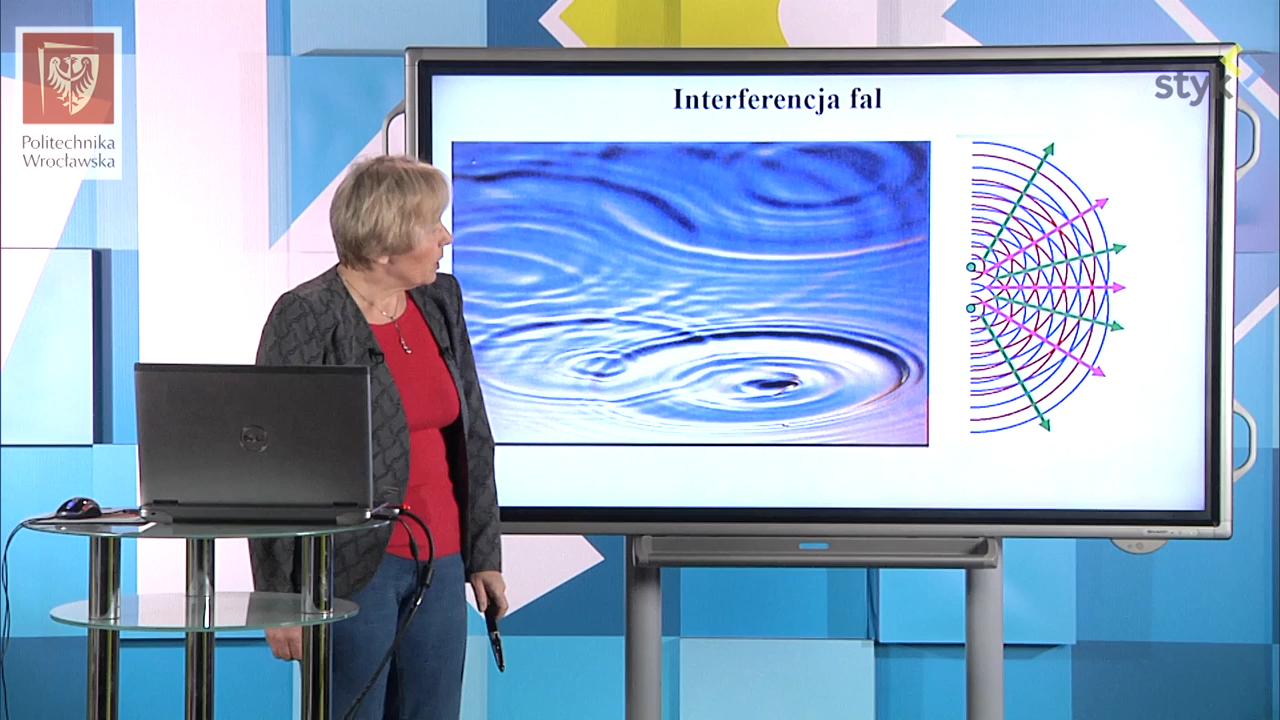 Politechnika
Wrocławska
Interferencja fal
styk